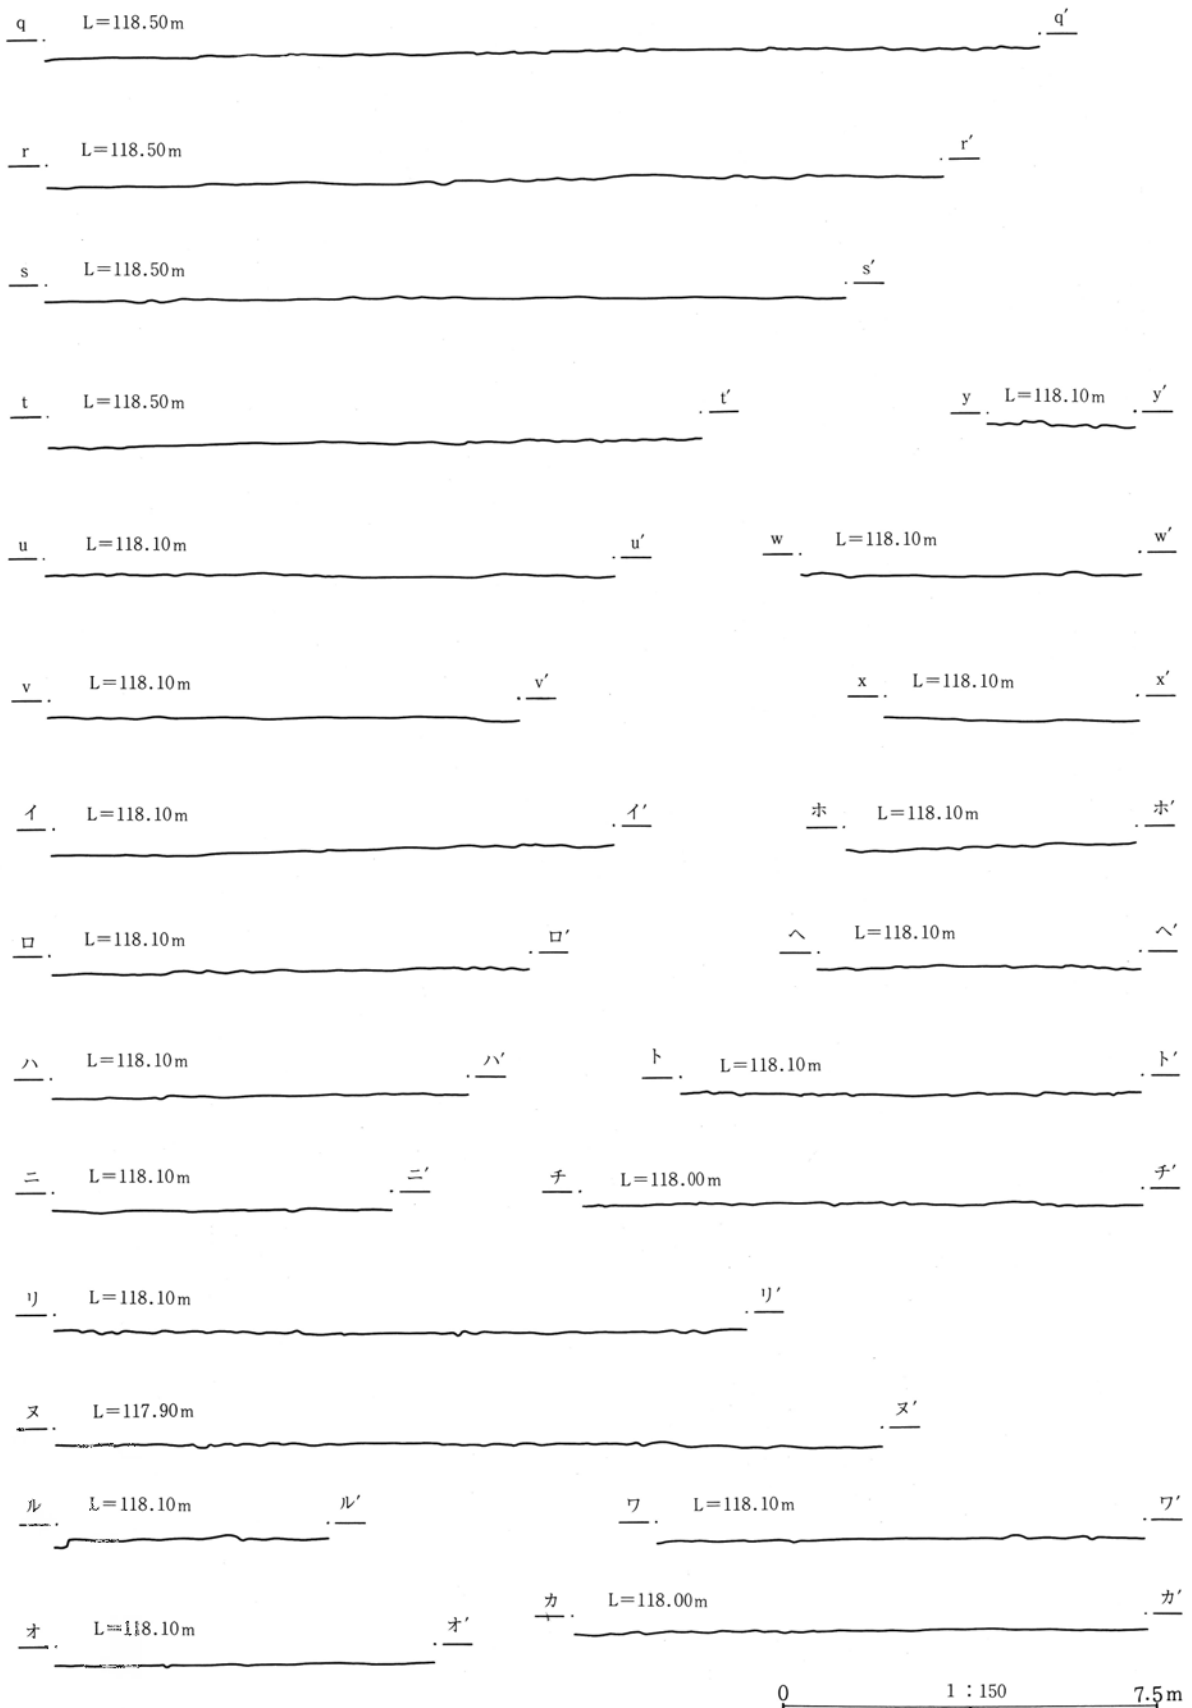 q L=118.50m q′
r L=118.50m r′
s L=118.50m s′
t L=118.50m t′ y L=118.10m y′
u L=118.10m u′ w L=118.10m w′
v L=118.10m v′ x L=118.10m x′
イ L=118.10m イ′ ホ L=118.10m ホ′
ロ L=118.10m ロ′ ヘ L=118.10m ヘ′
ハ L=118.10m ハ′ ト L=118.10m ト′
ニ L=118.10m ニ′ チ L=118.00m チ′
リ L=118.10m リ′
ヌ L=117.90m ヌ′
ル L=118.10m ル′ ワ L=118.10m ワ′
オ L=118.10m オ′ カ L=118.00m カ′
0 1:150 7.5m